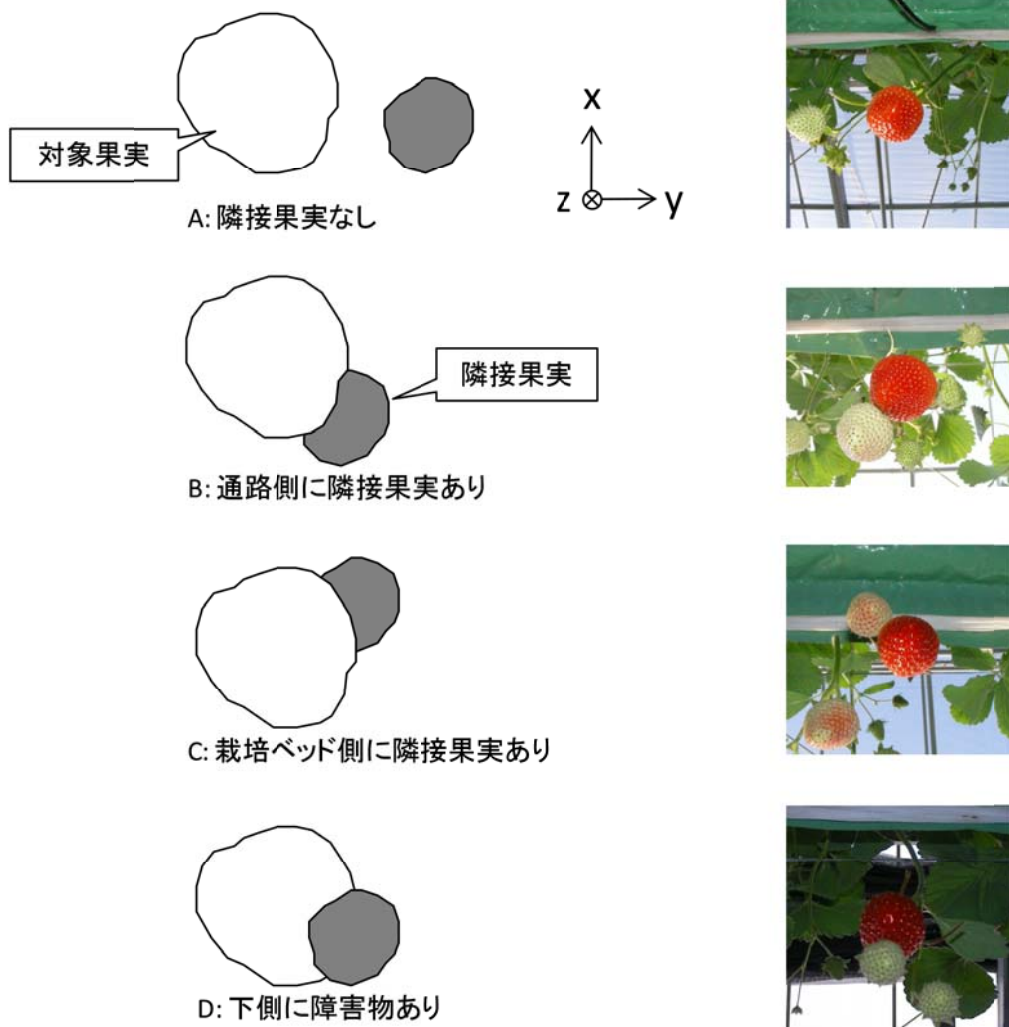 対象果実
x
z
y
A: 隣接果実なし
隣接果実
B: 通路側に隣接果実あり
C: 栽培ベッド側に隣接果実あり
D: 下側に障害物あり